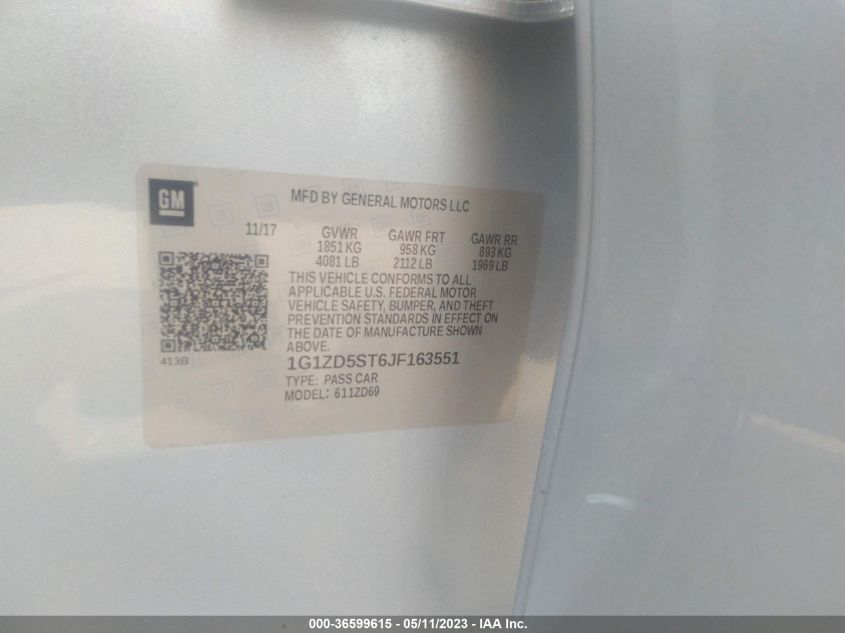 GM
MFD BY GENERAL MOTORS LLC
11/17
GVWR GAWR FRT GAWR RR
1851 KG 958 KG 893 KG
4081 LB 2112 LB 1969 LB
THIS VEHICLE CONFORMS TO ALL
APPLICABLE U.S. FEDERAL MOTOR
VEHICLE SAFETY, BUMPER, AND THEFT
PREVENTION STANDARDS IN EFFECT ON
THE DATE OF MANUFACTURE SHOWN
ABOVE.
413B
1G1ZD5ST6JF163551
TYPE: PASS CAR
MODEL: 611ZD69
000-36599615 - 05/11/2023 - IAA Inc.